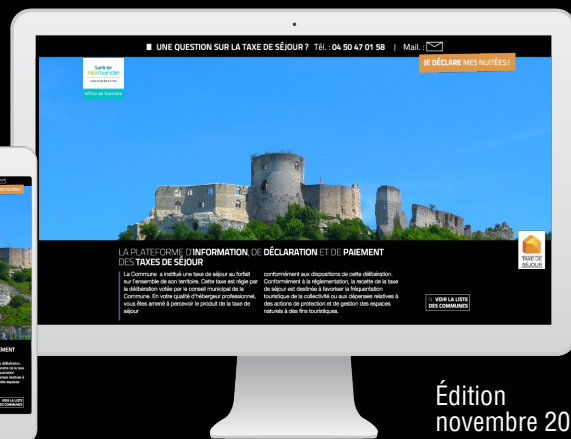 UNE QUESTION SUR LA TAXE DE SÉJOUR ? Tél. : 04 50 47 01 58 | Mail. :
JE DÉCLARE MES NUITÉES !
Seine
Normandie
Office de Tourisme
LA PLATEFORME D'INFORMATION, DE DÉCLARATION ET DE PAIEMENT
DES TAXES DE SÉJOUR
La Commune a institué une taxe de séjour au forfait
sur l'ensemble de son territoire. Cette taxe est régie par
la délibération votée par le conseil municipal de la
Commune. En votre qualité d'hébergeur professionnel,
vous êtes amené à percevoir le produit de la taxe de
séjour
conformément aux dispositions de cette délibération.
Conformément à la réglementation, la recette de la taxe
de séjour est destinée à favoriser la fréquentation
touristique de la collectivité ou aux dépenses relatives à
des actions de protection et de gestion des espaces
naturels à des fins touristiques.
TAXE DE
SÉJOUR
VOIR LA LISTE
DES COMMUNES
Édition
novembre 20